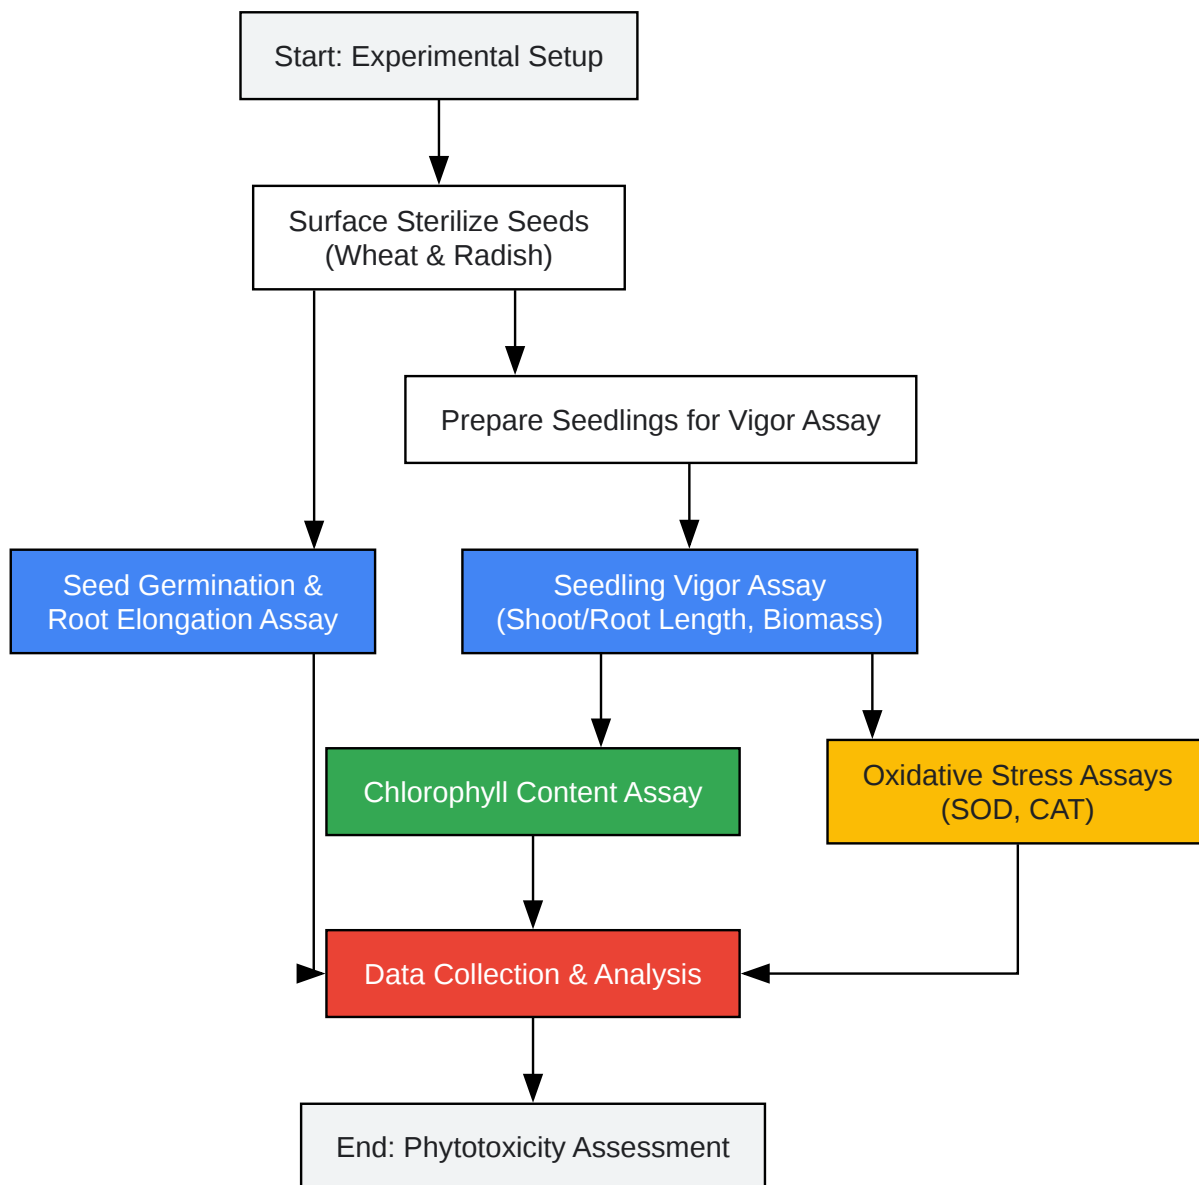 Start: Experimental Setup
Surface Sterilize Seeds
(Wheat & Radish)
Prepare Seedlings for Vigor Assay
Seed Germination &
Root Elongation Assay
Seedling Vigor Assay
(Shoot/Root Length, Biomass)
Chlorophyll Content Assay
Oxidative Stress Assays
(SOD, CAT)
Data Collection & Analysis
End: Phytotoxicity Assessment